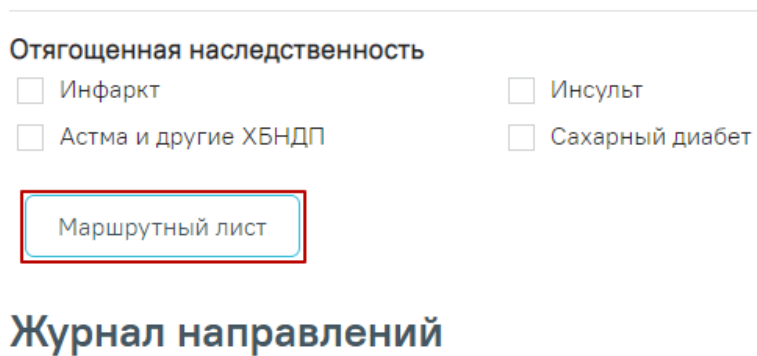 Отягощенная наследственность
Инфаркт Инсульт
Астма и другие ХБНДП Сахарный диабет
Маршрутный лист
Журнал направлений